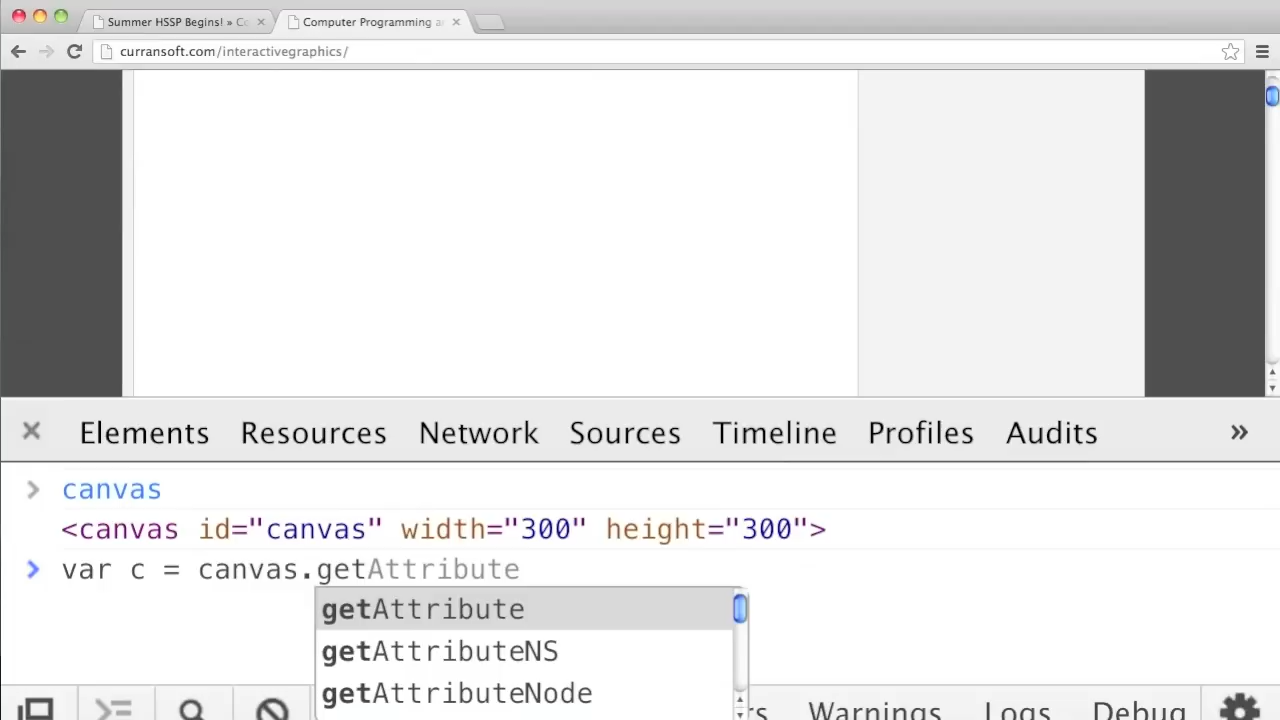 Summer HSSP Begins! » Co
Computer Programming a
curransoft.com/interactivegraphics/
Elements Resources Network Sources Timeline Profiles Audits »
canvas
<canvas id="canvas" width="300" height="300">
var c = canvas.getAttribute
getAttribute
getAttributeNS
getAttributeNode
rs Warnings Logs Debug